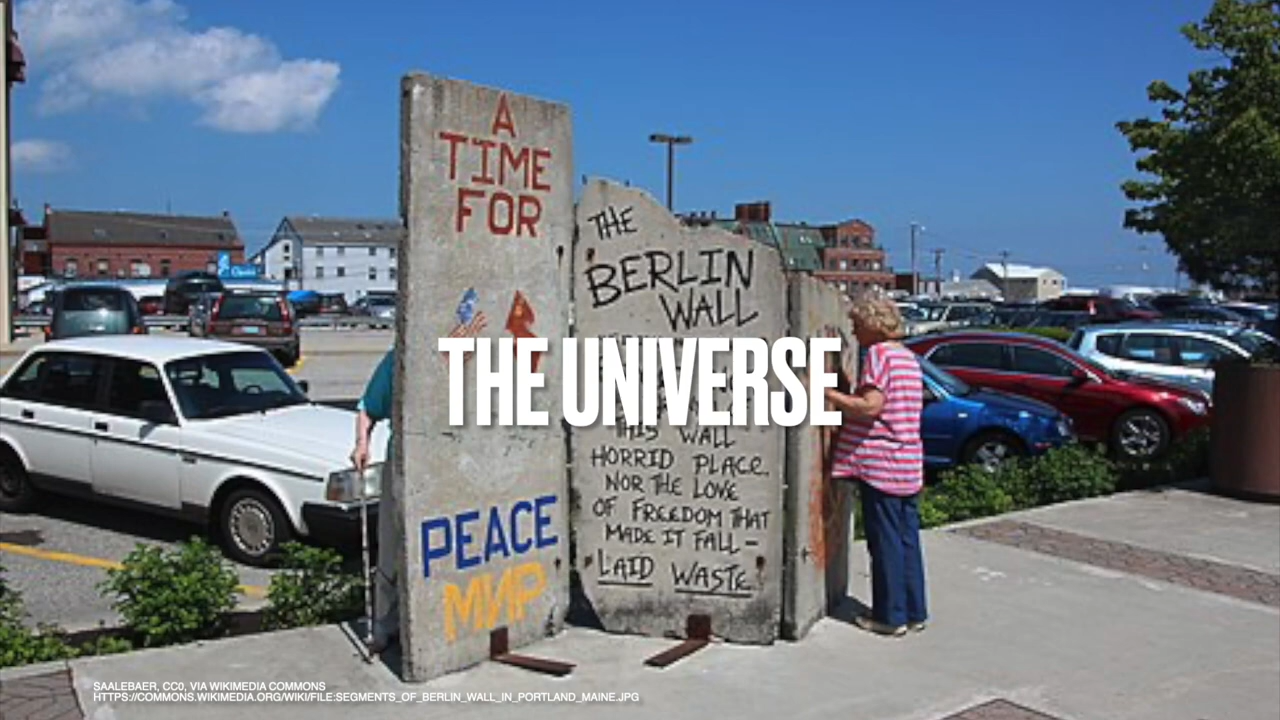 A
TIME
FOR
PEACE
МИР
THE
BERLIN
WALL
THIS WALL
HORRID PLACE.
NOR THE LOVE
OF FREEDOM THAT
MADE IT FALL –
LAID WASTE.
THE UNIVERSE
SAALEBAER, CC0, VIA WIKIMEDIA COMMONS
HTTPS://COMMONS.WIKIMEDIA.ORG/WIKI/FILE:SEGMENTS_OF_BERLIN_WALL_IN_PORTLAND_MAINE.JPG